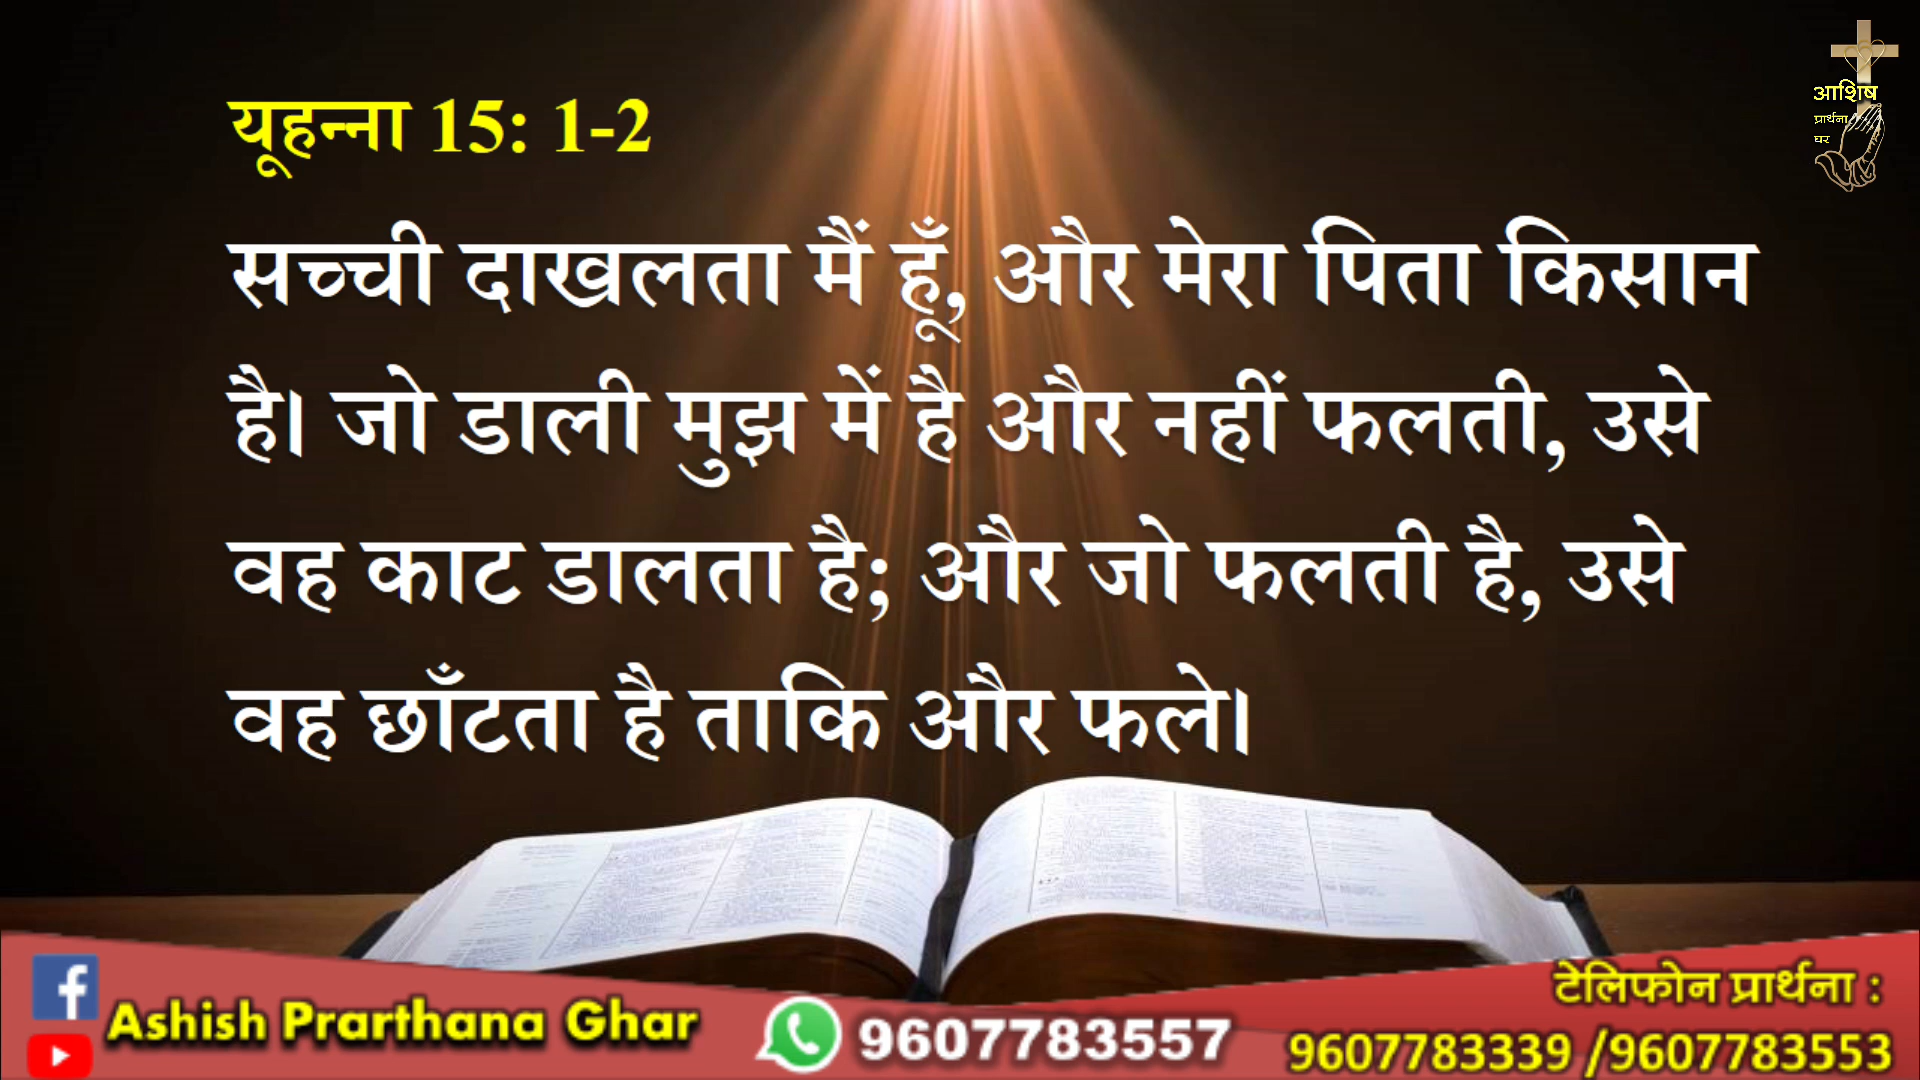 यूहन्ना 15: 1-2
सच्ची दाखलता मैं हूँ, और मेरा पिता किसान
है। जो डाली मुझ में है और नहीं फलती, उसे
वह काट डालता है; और जो फलती है, उसे
वह छाँटता है ताकि और फले।
आशिष
प्रार्थना
घर
Ashish Prarthana Ghar
9607783557
टेलिफोन प्रार्थना :
9607783339 /9607783553